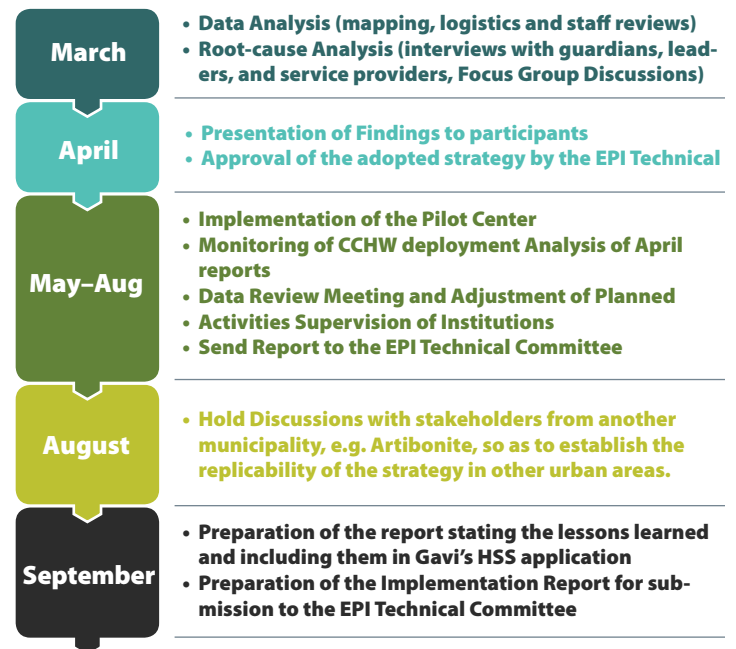 March
• Data Analysis (mapping, logistics and staff reviews)
• Root-cause Analysis (interviews with guardians, lead-
ers, and service providers, Focus Group Discussions)
April
• Presentation of Findings to participants
• Approval of the adopted strategy by the EPI Technical
May–Aug
• Implementation of the Pilot Center
• Monitoring of CCHW deployment Analysis of April
reports
• Data Review Meeting and Adjustment of Planned
• Activities Supervision of Institutions
• Send Report to the EPI Technical Committee
August
• Hold Discussions with stakeholders from another
municipality, e.g. Artibonite, so as to establish the
replicability of the strategy in other urban areas.
September
• Preparation of the report stating the lessons learned
and including them in Gavi’s HSS application
• Preparation of the Implementation Report for sub-
mission to the EPI Technical Committee